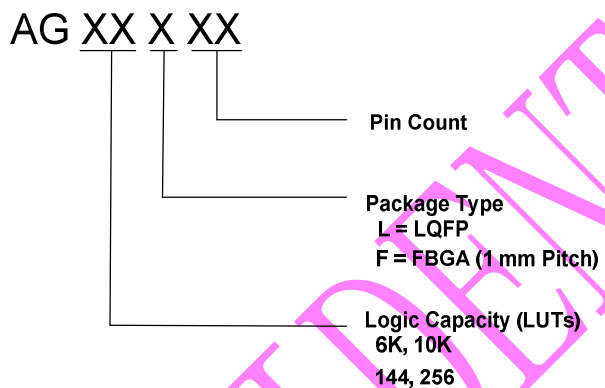 AG XX X XX
Pin Count
Package Type
L = LQFP
F = FBGA (1 mm Pitch)
Logic Capacity (LUTs)
6K, 10K
144, 256